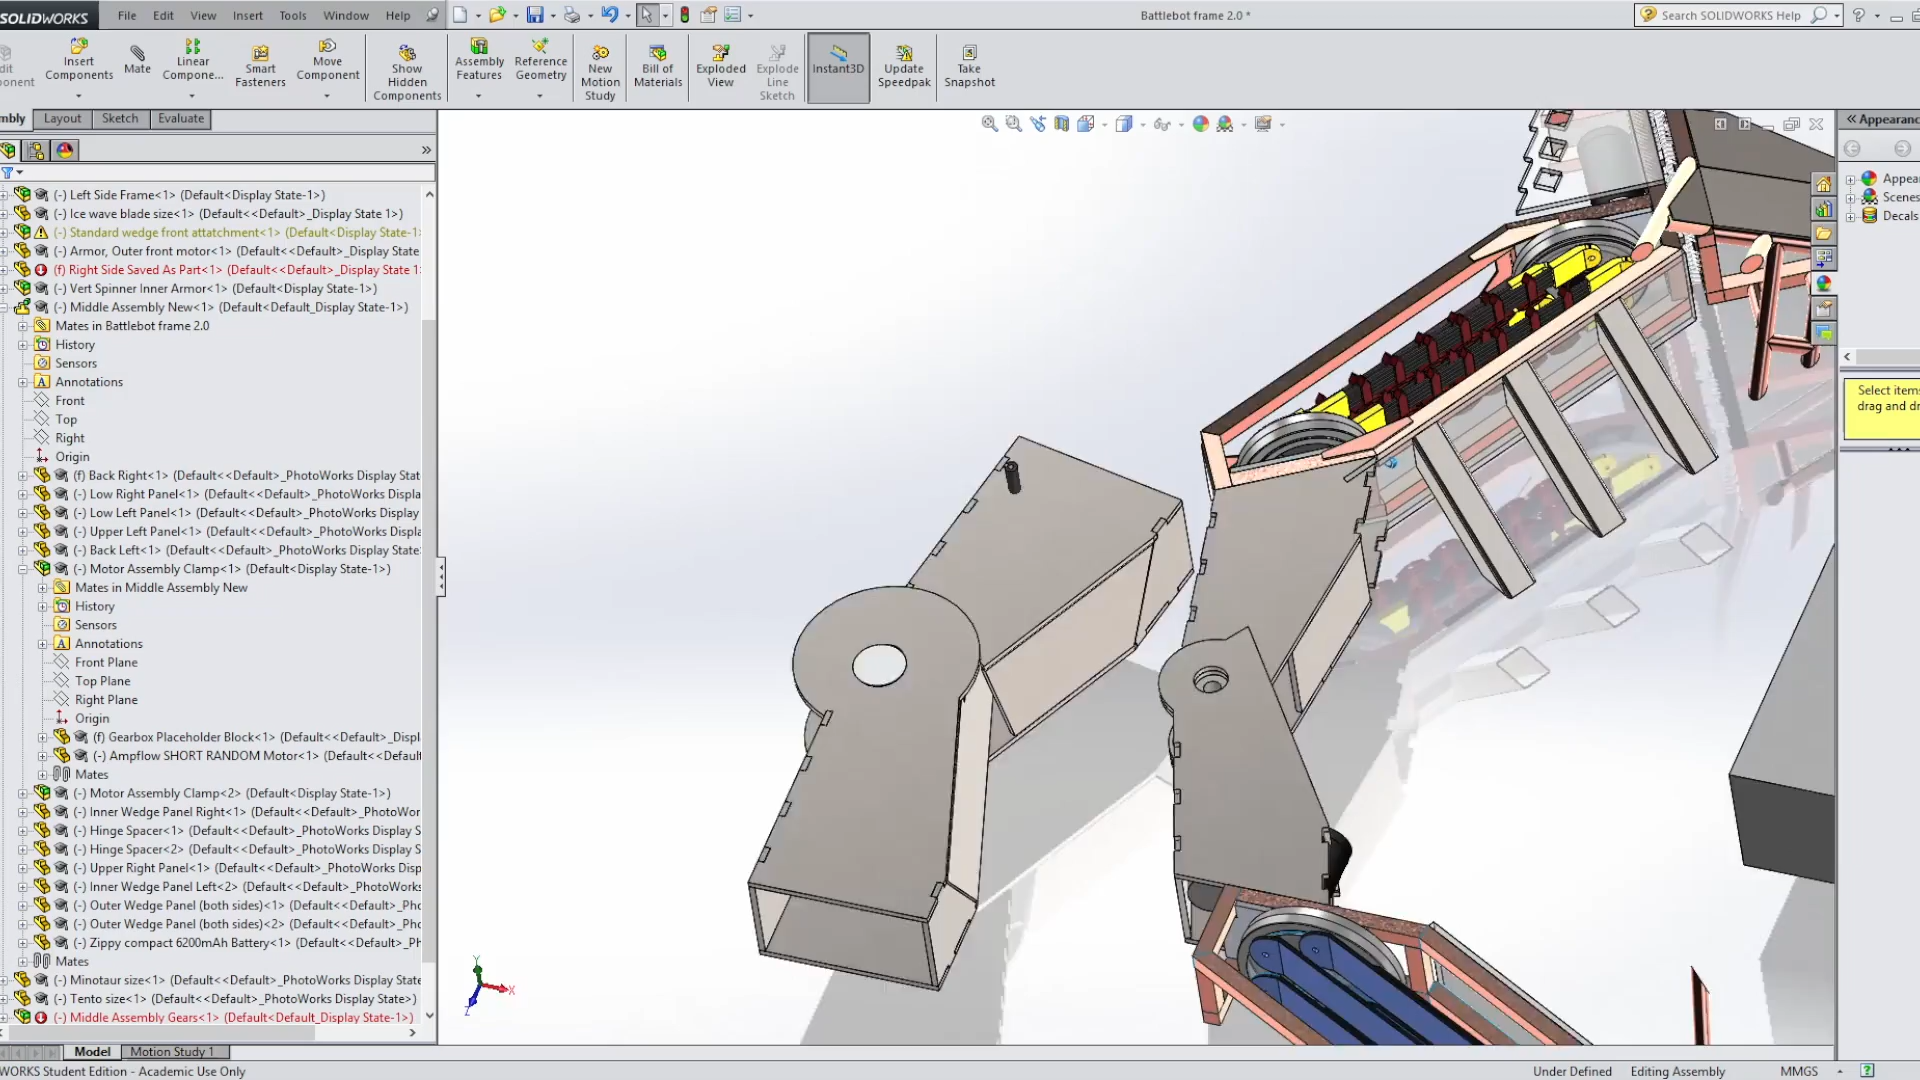 SOLIDWORKS
File Edit View Insert Tools Window Help
Battlebot frame 2.0 *
Search SOLIDWORKS Help
Insert Components
Mate
Linear Compone...
Smart Fasteners
Move Component
Show Hidden Components
Assembly Features
Reference Geometry
New Motion Study
Bill of Materials
Exploded View
Explode Line Sketch
Instant3D
Update Speedpak
Take Snapshot
mbly Layout Sketch Evaluate
(-) Left Side Frame<1> (Default<Display State-1>)
(-) Ice wave blade size<1> (Default<<Default>_Display State 1>)
(-) Standard wedge front attatchment<1> (Default<Display State-1>
(-) Armor, Outer front motor<1> (Default<<Default>_Display State
(f) Right Side Saved As Part<1> (Default<<Default>_Display State 1
(-) Vert Spinner Inner Armor<1> (Default<Display State-1>)
(-) Middle Assembly New<1> (Default<Default_Display State-1>)
Mates in Battlebot frame 2.0
History
Sensors
Annotations
Front
Top
Right
Origin
(f) Back Right<1> (Default<<Default>_PhotoWorks Display Stat
(-) Low Right Panel<1> (Default<<Default>_PhotoWorks Displa
(-) Low Left Panel<1> (Default<<Default>_PhotoWorks Display
(-) Upper Left Panel<1> (Default<<Default>_PhotoWorks Displa
(-) Back Left<1> (Default<<Default>_PhotoWorks Display State
(-) Motor Assembly Clamp<1> (Default<Display State-1>)
Mates in Middle Assembly New
History
Sensors
Annotations
Front Plane
Top Plane
Right Plane
Origin
(f) Gearbox Placeholder Block<1> (Default<<Default>_Displ
(-) Ampflow SHORT RANDOM Motor<1> (Default<<Default
Mates
(-) Motor Assembly Clamp<2> (Default<Display State-1>)
(-) Inner Wedge Panel Right<1> (Default<<Default>_PhotoWor
(-) Hinge Spacer<1> (Default<<Default>_PhotoWorks Display S
(-) Hinge Spacer<2> (Default<<Default>_PhotoWorks Display S
(-) Upper Right Panel<1> (Default<<Default>_PhotoWorks Disp
(-) Inner Wedge Panel Left<2> (Default<<Default>_PhotoWorks
(-) Outer Wedge Panel (both sides)<1> (Default<<Default>_Pho
(-) Outer Wedge Panel (both sides)<2> (Default<<Default>_Pho
(-) Zippy compact 6200mAh Battery<1> (Default<<Default>_Ph
Mates
(-) Minotaur size<1> (Default<<Default>_PhotoWorks Display State
(-) Tento size<1> (Default<<Default>_PhotoWorks Display State>)
(-) Middle Assembly Gears<1> (Default<Default_Display State-1>)
Appearanc
Appea
Scenes
Decals
Select items
drag and dr
Y
X
Z
Model Motion Study 1
WORKS Student Edition - Academic Use Only
Under Defined Editing Assembly MMGS